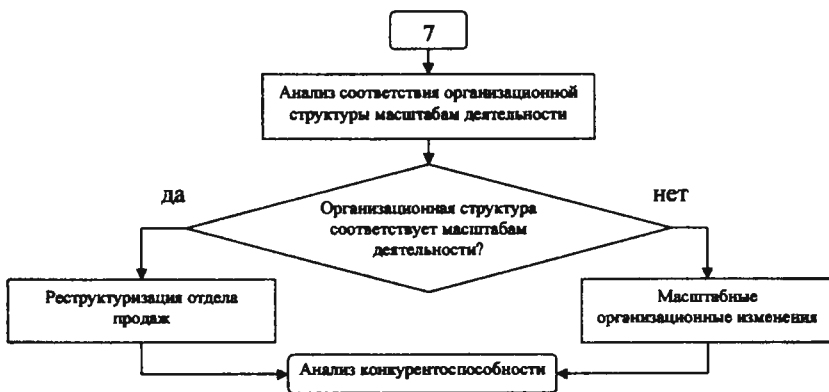 7
Анализ соответствия организационной
структуры масштабам деятельности
да
нет
Организационная структура
соответствует масштабам
деятельности?
Реструктуризация отдела
продаж
Масштабные
организационные изменения
Анализ конкурентоспособности